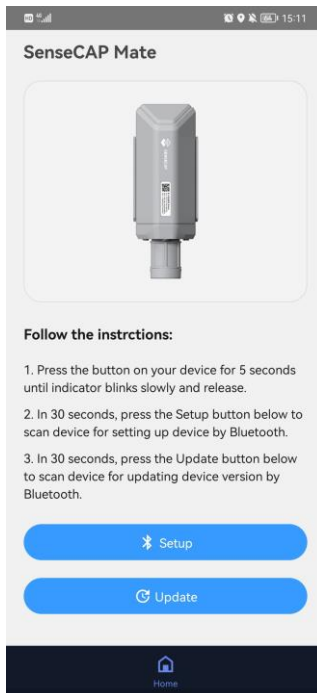 15:11
SenseCAP Mate
Follow the instrctions:
1. Press the button on your device for 5 seconds
until indicator blinks slowly and release.
2. In 30 seconds, press the Setup button below to
scan device for setting up device by Bluetooth.
3. In 30 seconds, press the Update button below
to scan device for updating device version by
Bluetooth.
Setup
Update
Home